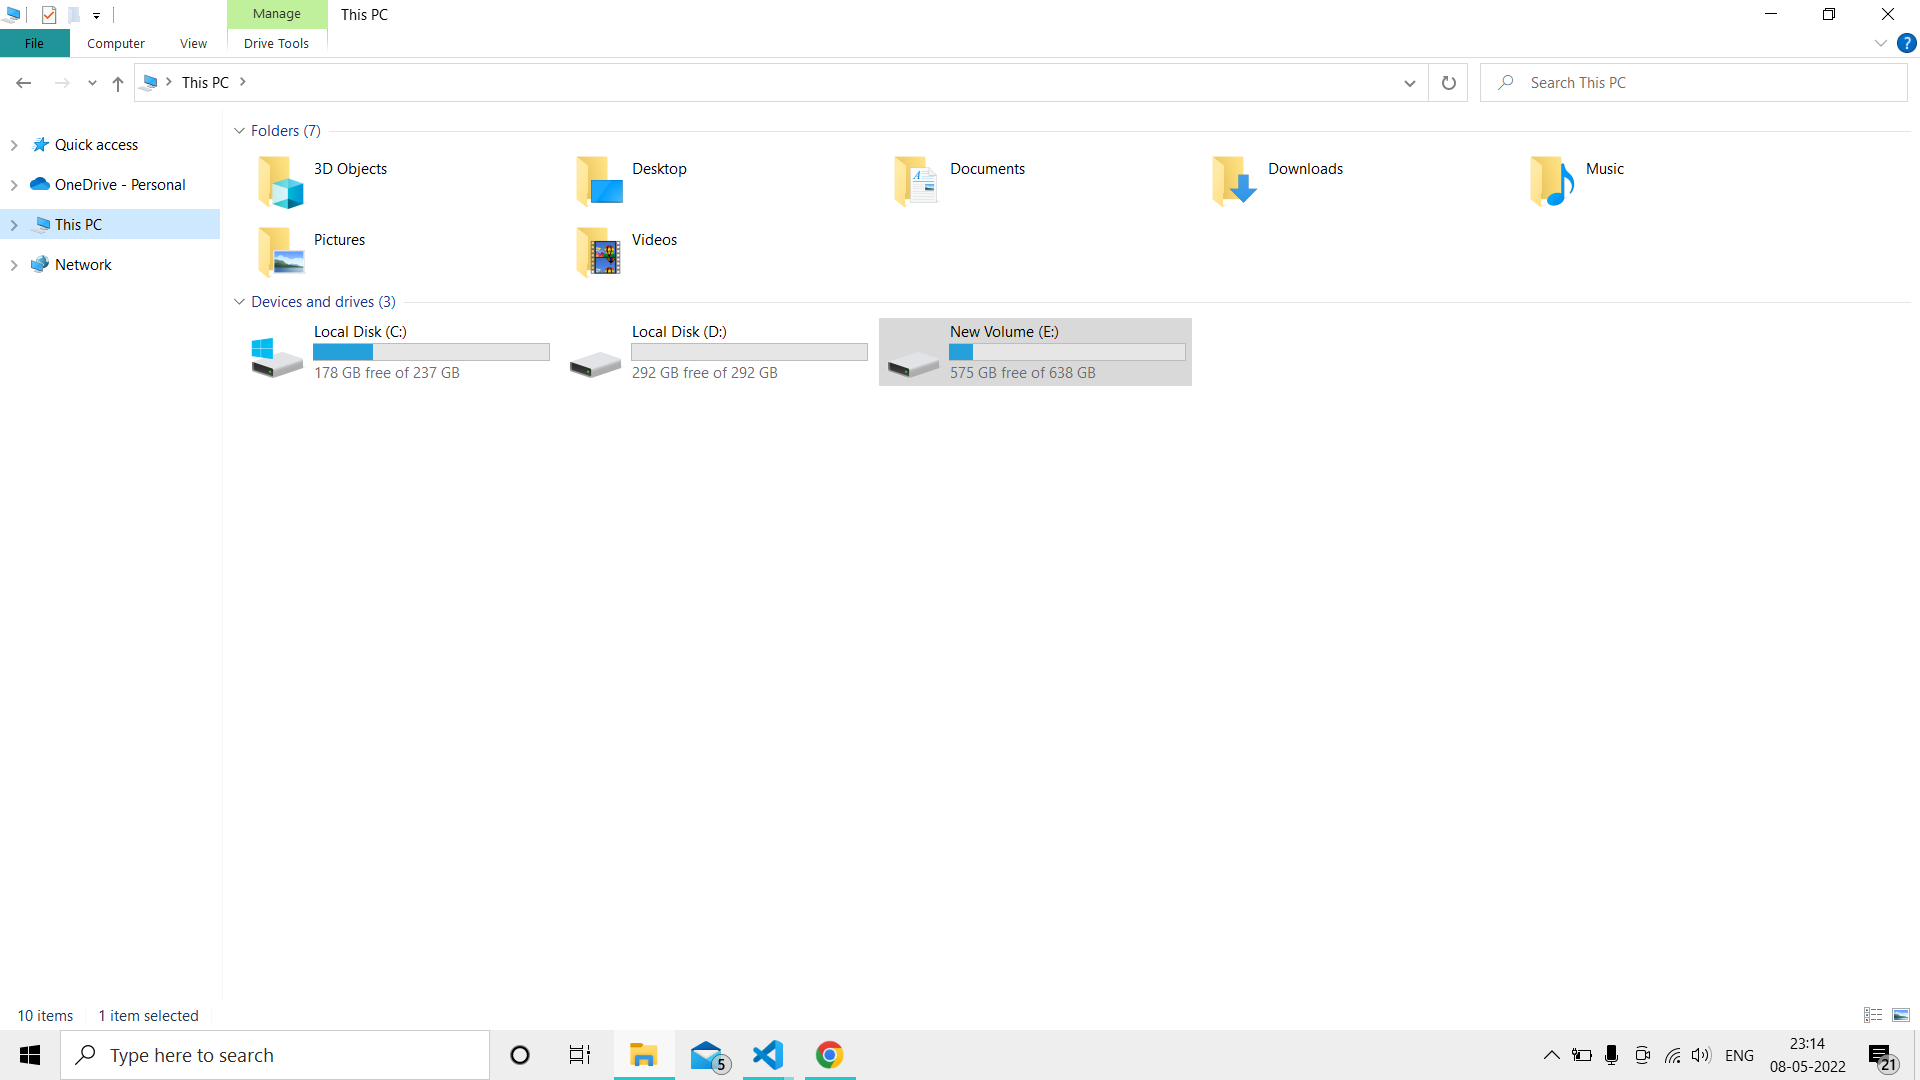 Manage
This PC
File
Computer
View
Drive Tools
?
This PC
Search This PC
Quick access
OneDrive - Personal
This PC
Network
Folders (7)
3D Objects
Desktop
Documents
Downloads
Music
Pictures
Videos
Devices and drives (3)
Local Disk (C:)
178 GB free of 237 GB
Local Disk (D:)
292 GB free of 292 GB
New Volume (E:)
575 GB free of 638 GB
10 items
1 item selected
Type here to search
5
ENG
23:14
08-05-2022
21